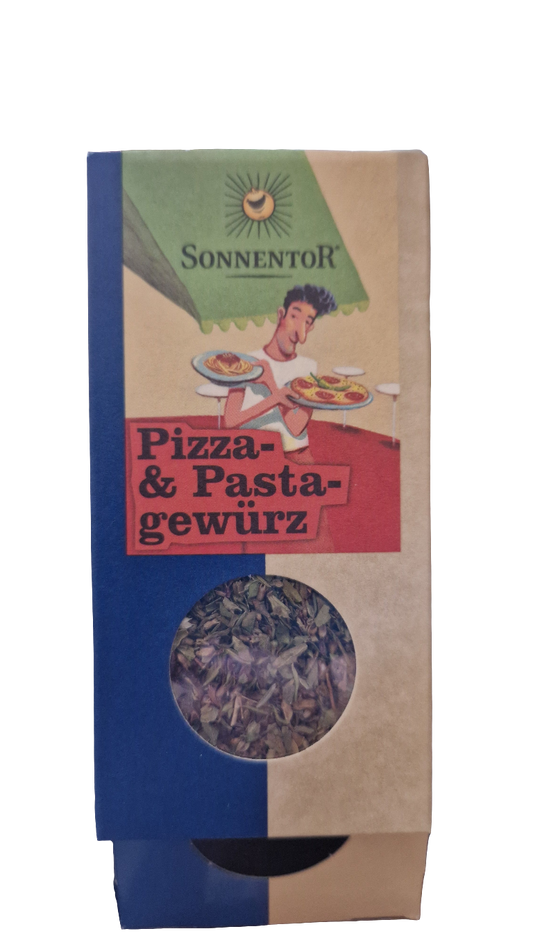 SONNENTOR®
Pizza-
& Pasta-
gewürz